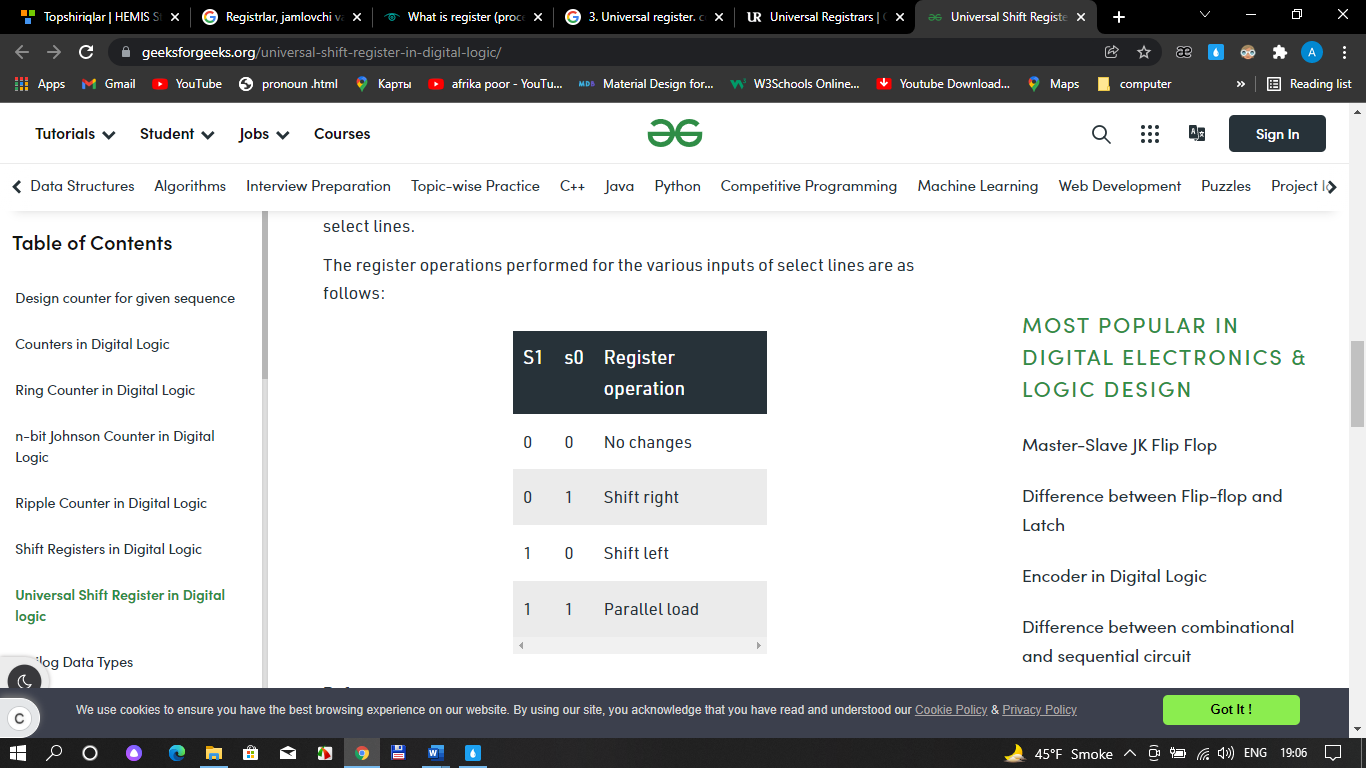 Topshiriqlar | HEMIS S
Registrlar, jamlovchi va
What is register (proce
3. Universal register. c
Universal Registrars |
Universal Shift Registe
geeksforgeeks.org/universal-shift-register-in-digital-logic/
Apps
Gmail
YouTube
pronoun .html
Карты
afrika poor - YouTu...
Material Design for...
W3Schools Online...
Youtube Download...
Maps
computer
»
Reading list
Tutorials
Student
Jobs
Courses
Sign In
Data Structures
Algorithms
Interview Preparation
Topic-wise Practice
C++
Java
Python
Competitive Programming
Machine Learning
Web Development
Puzzles
Project
Table of Contents
Design counter for given sequence
Counters in Digital Logic
Ring Counter in Digital Logic
n-bit Johnson Counter in Digital
Logic
Ripple Counter in Digital Logic
Shift Registers in Digital Logic
Universal Shift Register in Digital
logic
log Data Types
select lines.
The register operations performed for the various inputs of select lines are as
follows:
S1 s0 Register
operation
0 0 No changes
0 1 Shift right
1 0 Shift left
1 1 Parallel load
MOST POPULAR IN
DIGITAL ELECTRONICS &
LOGIC DESIGN
Master-Slave JK Flip Flop
Difference between Flip-flop and
Latch
Encoder in Digital Logic
Difference between combinational
and sequential circuit
We use cookies to ensure you have the best browsing experience on our website. By using our site, you acknowledge that you have read and understood our Cookie Policy & Privacy Policy
Got It !
45°F Smoke
ENG
19:06